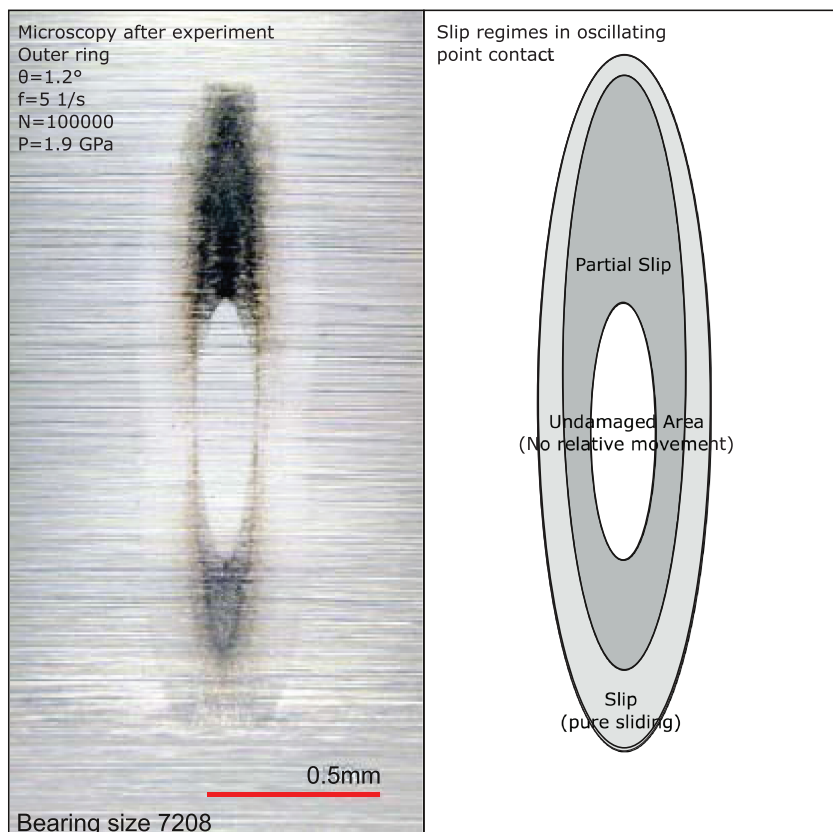 Microscopy after experiment
Outer ring
θ=1.2°
f=5 1/s
N=100000
P=1.9 GPa
0.5mm
Bearing size 7208
Slip regimes in oscillating
point contact
Partial Slip
Undamaged Area
(No relative movement)
Slip
(pure sliding)